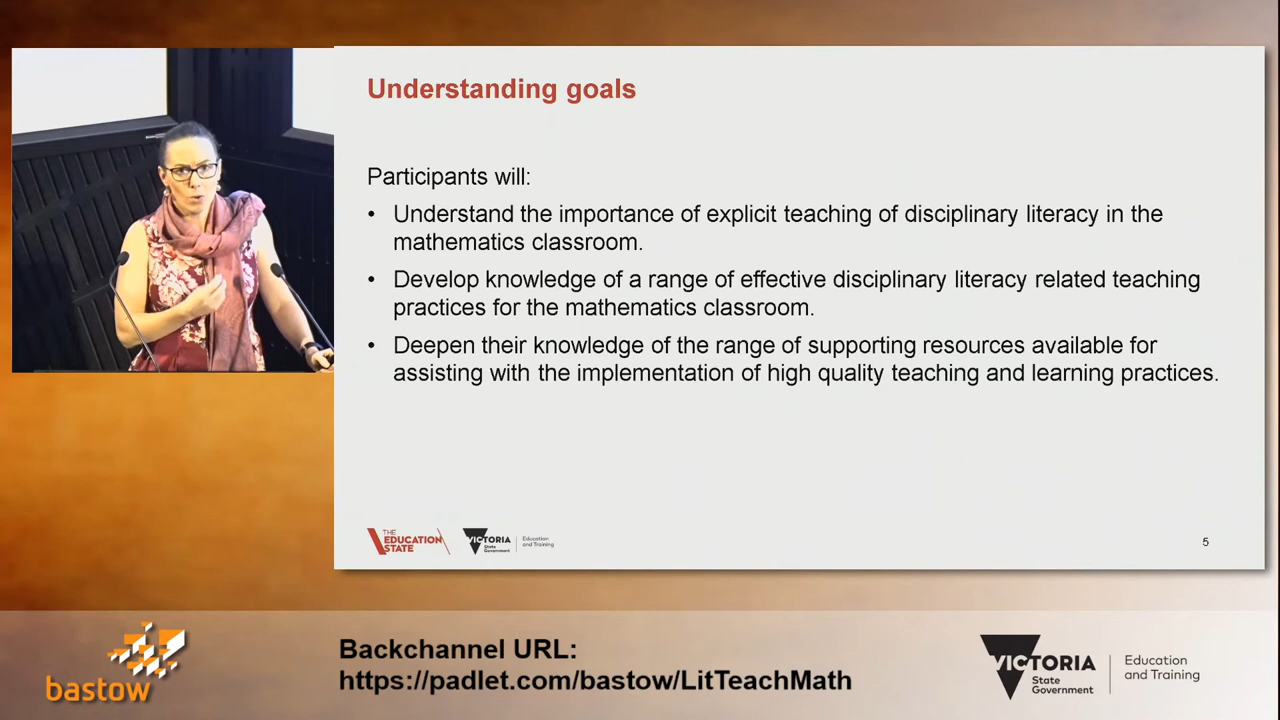 Understanding goals
Participants will:
• Understand the importance of explicit teaching of disciplinary literacy in the
mathematics classroom.
• Develop knowledge of a range of effective disciplinary literacy related teaching
practices for the mathematics classroom.
• Deepen their knowledge of the range of supporting resources available for
assisting with the implementation of high quality teaching and learning practices.
THE
EDUCATION
STATE
VICTORIA
State
Government
Education
and Training
5
bastow
Backchannel URL:
https://padlet.com/bastow/LitTeachMath
VICTORIA
State
Government
Education
and Training